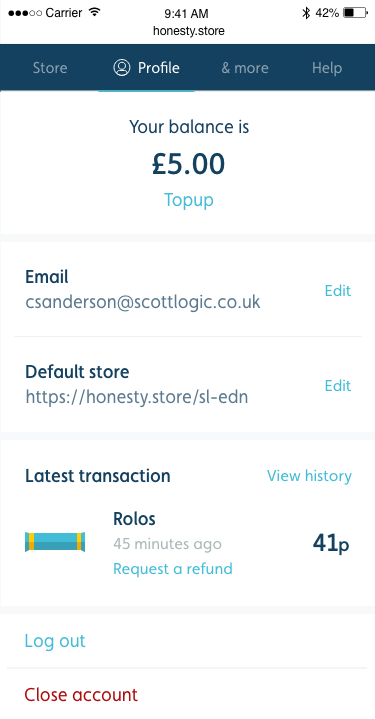 Carrier 9:41 AM 42%
honesty.store
Store Profile & more Help
Your balance is
£5.00
Topup
Email
csanderson@scottlogic.co.uk
Edit
Default store
https://honesty.store/sl-edn
Edit
Latest transaction View history
Rolos
45 minutes ago
41p
Request a refund
Log out
Close account